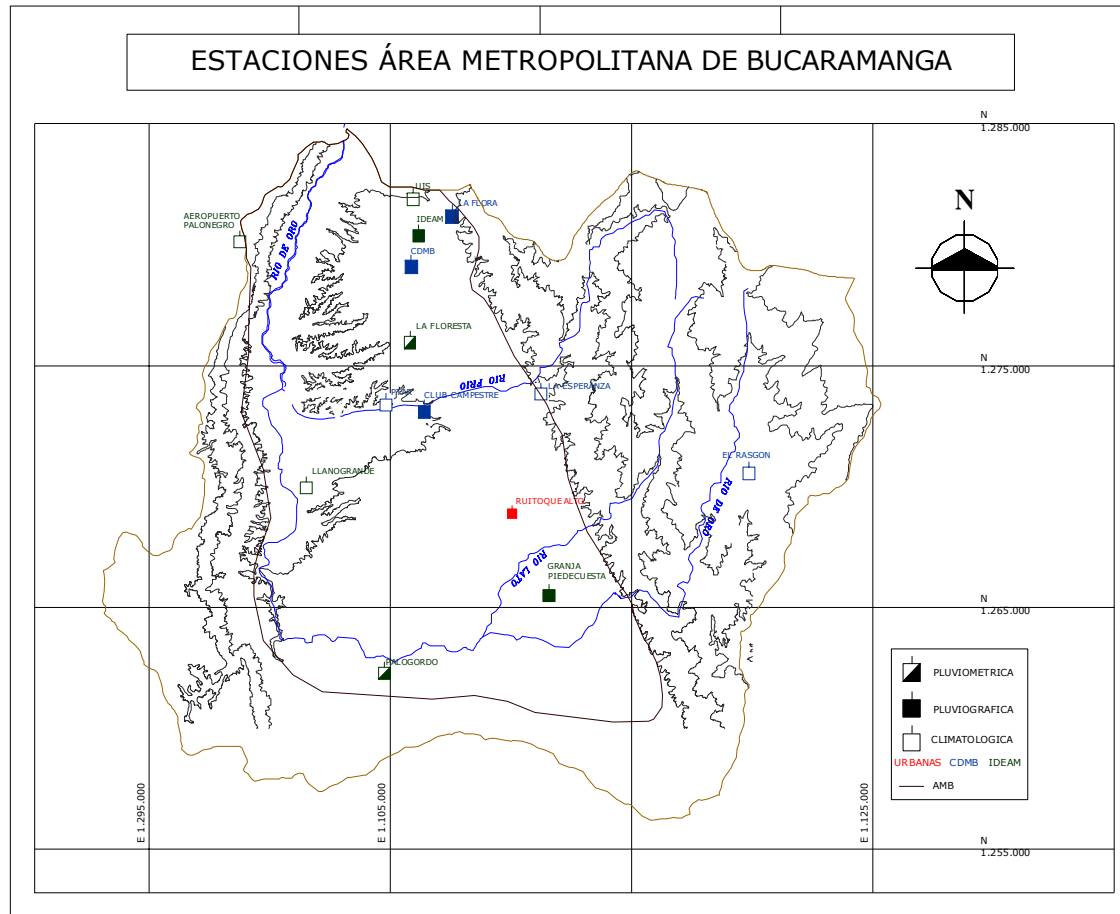 ESTACIONES ÁREA METROPOLITANA DE BUCARAMANGA
N
1.285.000
N
UIS
LA FLORA
AEROPUERTO
PALONEGRO
IDEAM
RIO DE ORO
CDMB
LA FLORESTA
N
1.275.000
RIO FRIO
LA ESPERANZA
CLUB CAMPESTRE
EL RASGON
LLANOGRANDE
RIO DE ORO
RUITOQUE ALTO
RIO LATO
GRANJA
PIEDECUESTA
N
1.265.000
PALOGORDO
PLUVIOMETRICA
PLUVIOGRAFICA
CLIMATOLOGICA
URBANAS CDMB IDEAM
AMB
E 1.295.000
E 1.105.000
E 1.125.000
N
1.255.000